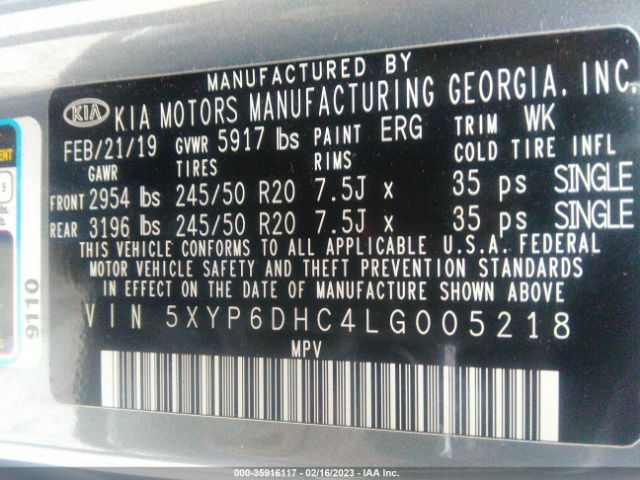 MANUFACTURED BY
KIA KIA MOTORS MANUFACTURING GEORGIA, INC.
FEB/21/19 GVWR 5917 lbs PAINT ERG TRIM WK
GAWR TIRES RIMS COLD TIRE INFL
FRONT 2954 lbs 245/50 R20 7.5J x 35 ps SINGLE
REAR 3196 lbs 245/50 R20 7.5J x 35 ps SINGLE
THIS VEHICLE CONFORMS TO ALL APPLICABLE U.S.A. FEDERAL
MOTOR VEHICLE SAFETY AND THEFT PREVENTION STANDARDS
IN EFFECT ON THE DATE OF MANUFACTURE SHOWN ABOVE
VIN 5XYP6DHC4LG005218
MPV
9110
5
© - 35916117 - 02/16/2023 - IAA Inc.